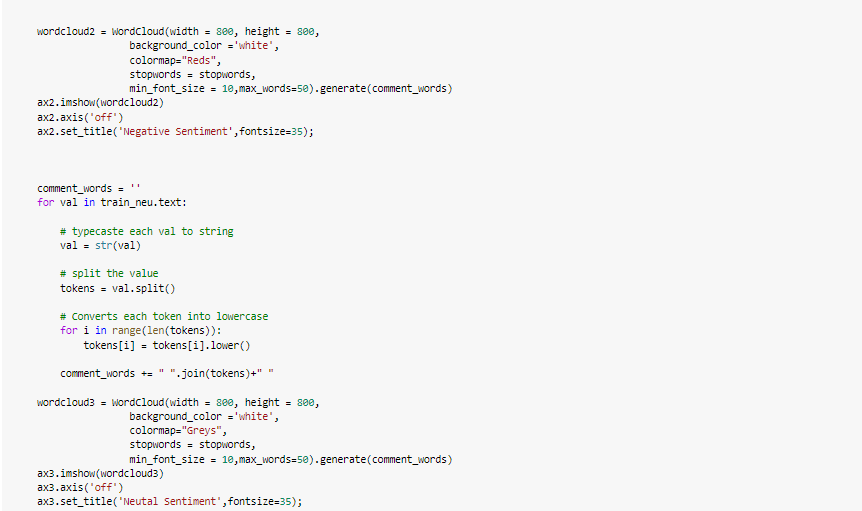 wordcloud2 = WordCloud(width = 800, height = 800,
background_color ='white',
colormap="Reds",
stopwords = stopwords,
min_font_size = 10,max_words=50).generate(comment_words)
ax2.imshow(wordcloud2)
ax2.axis('off')
ax2.set_title('Negative Sentiment',fontsize=35);
comment_words = ''
for val in train_neu.text:
# typecaste each val to string
val = str(val)
# split the value
tokens = val.split()
# Converts each token into lowercase
for i in range(len(tokens)):
tokens[i] = tokens[i].lower()
comment_words += " ".join(tokens)+" "
wordcloud3 = WordCloud(width = 800, height = 800,
background_color ='white',
colormap="Greys",
stopwords = stopwords,
min_font_size = 10,max_words=50).generate(comment_words)
ax3.imshow(wordcloud3)
ax3.axis('off')
ax3.set_title('Neutal Sentiment',fontsize=35);